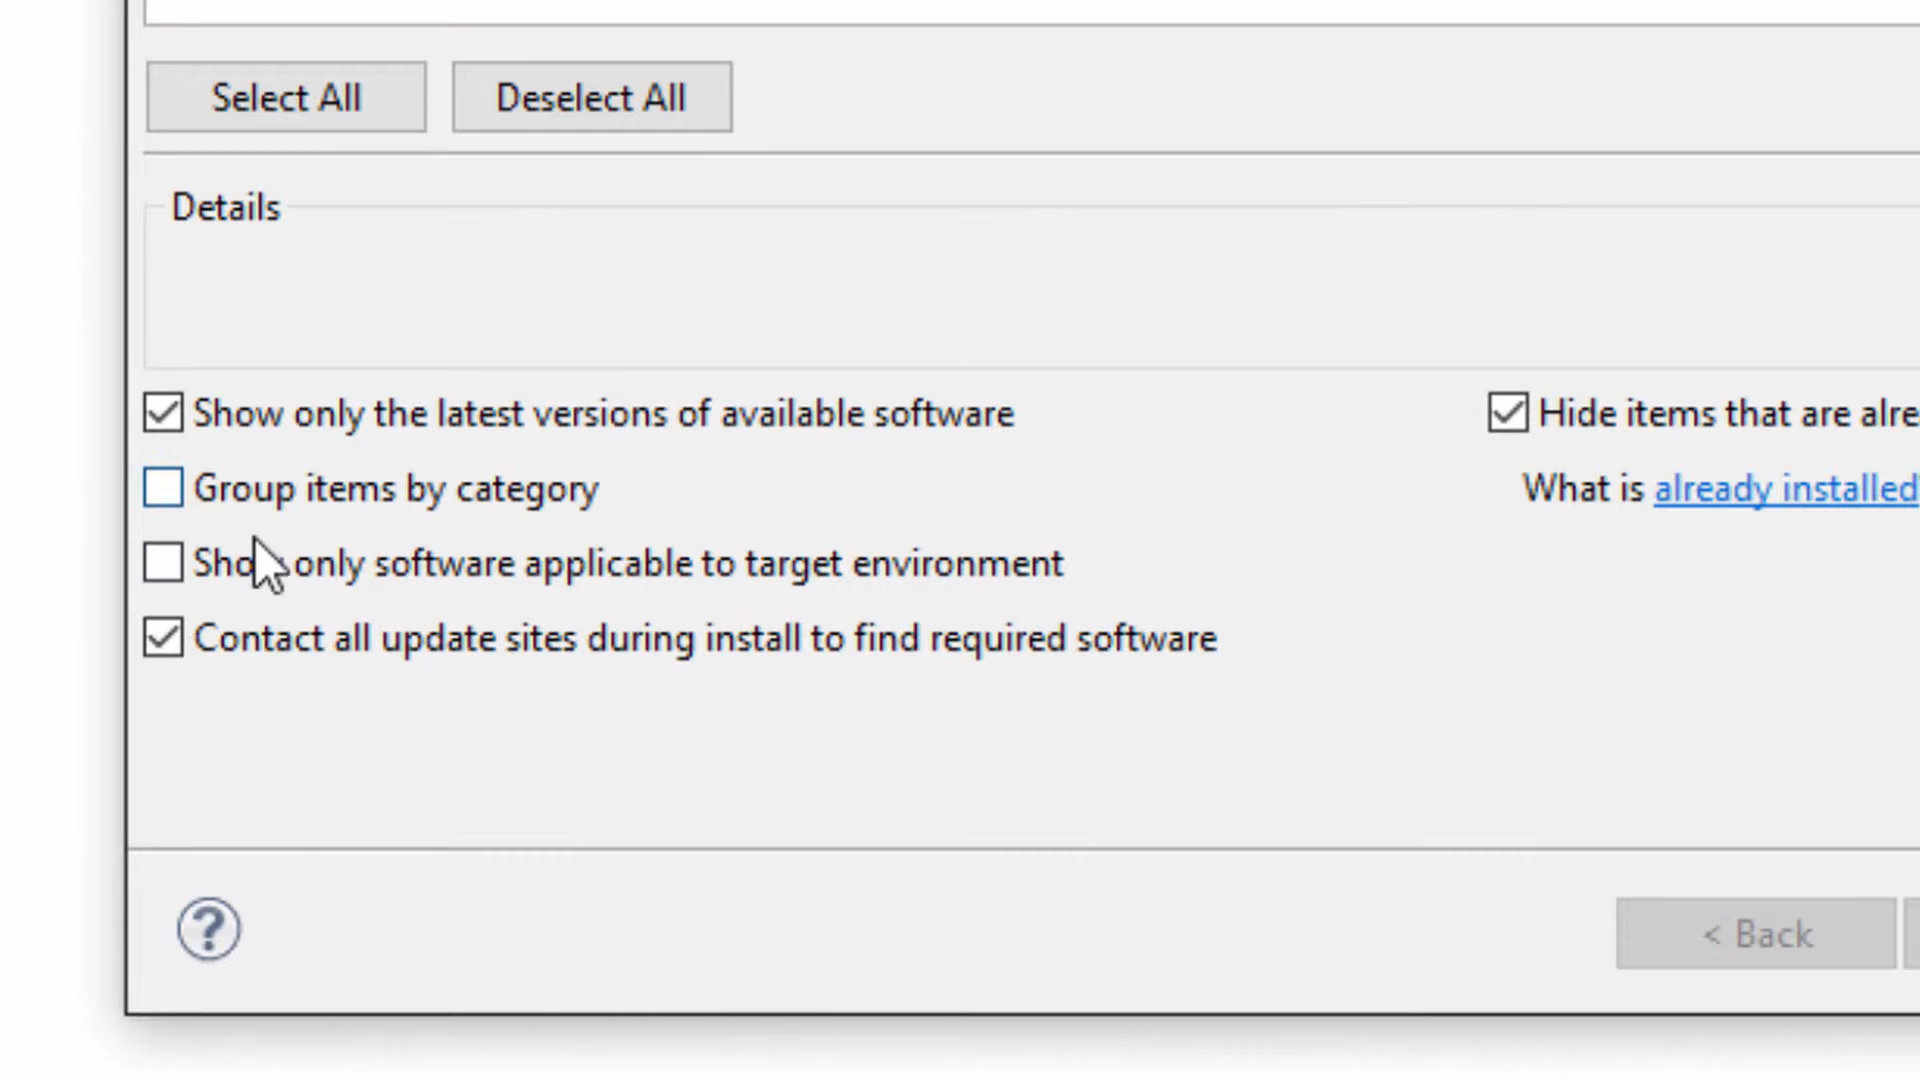 Select All
Deselect All
Details
Show only the latest versions of available software
Hide items that are
Group items by category
What is already installed
only software applicable to target environment
Contact all update sites during install to find required software
?
< Back